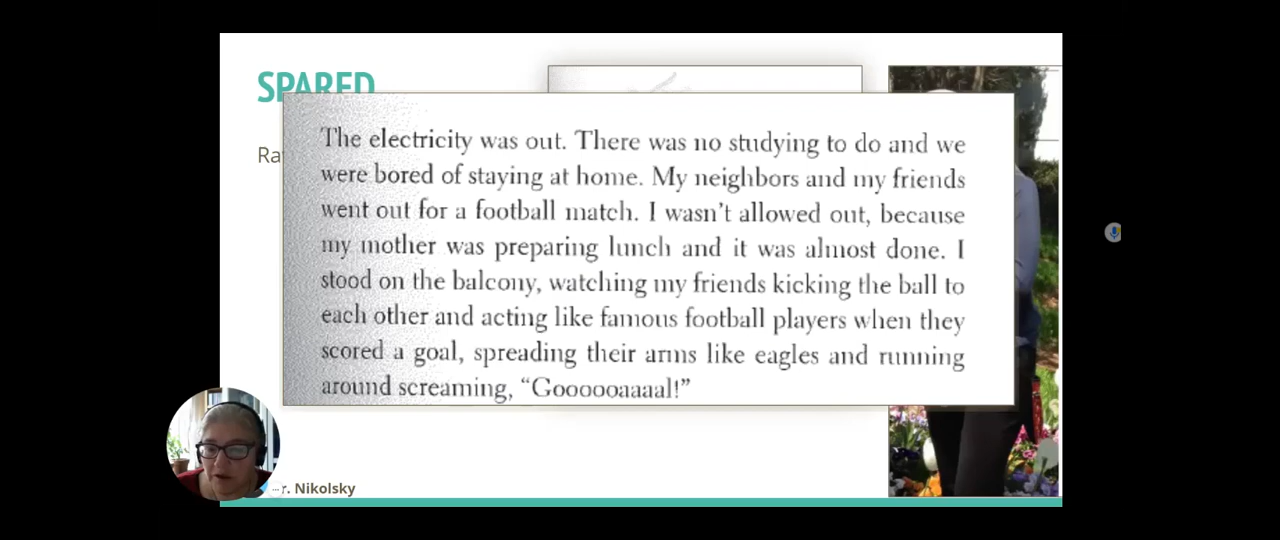 SPARED
Ra
The electricity was out. There was no studying to do and we
were bored of staying at home. My neighbors and my friends
went out for a football match. I wasn't allowed out, because
my mother was preparing lunch and it was almost done. I
stood on the balcony, watching my friends kicking the ball to
each other and acting like famous football players when they
scored a goal, spreading their arms like eagles and running
around screaming, “Goooooaaaal!”
r. Nikolsky